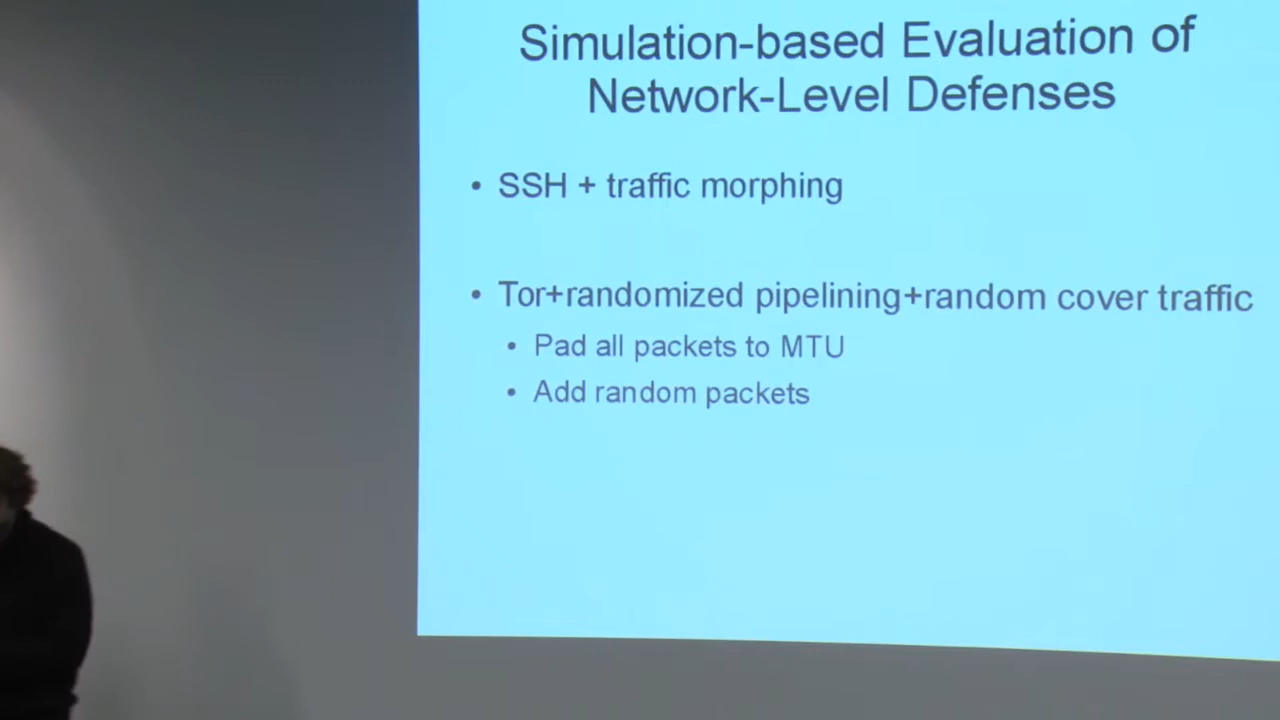 Simulation-based Evaluation of
Network-Level Defenses
• SSH + traffic morphing
• Tor+randomized pipelining+random cover traffic
• Pad all packets to MTU
• Add random packets